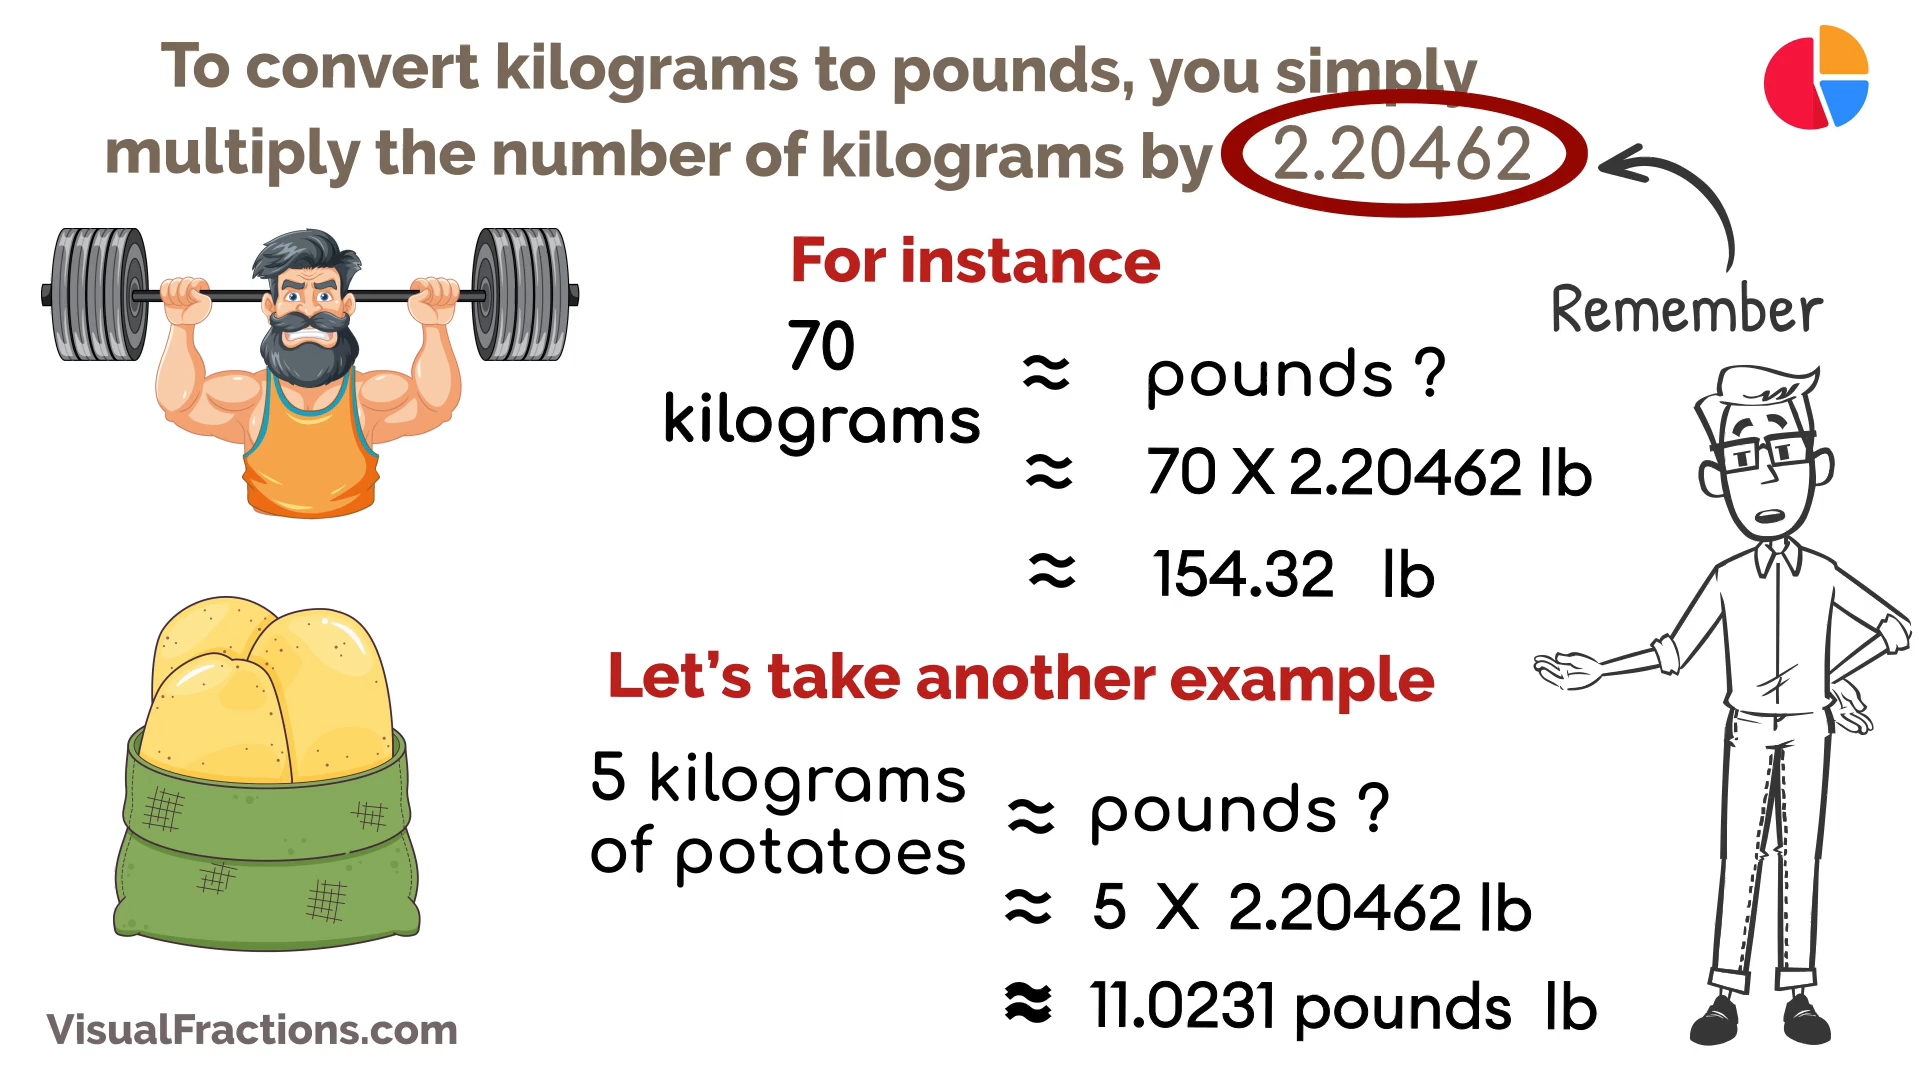 To convert kilograms to pounds, you simply
multiply the number of kilograms by 2.20462
Remember
For instance
70
kilograms
≈ pounds ?
≈ 70 X 2.20462 lb
≈ 154.32 lb
Let's take another example
5 kilograms
of potatoes
≈ pounds ?
≈ 5 X 2.20462 lb
≈ 11.0231 pounds lb
VisualFractions.com